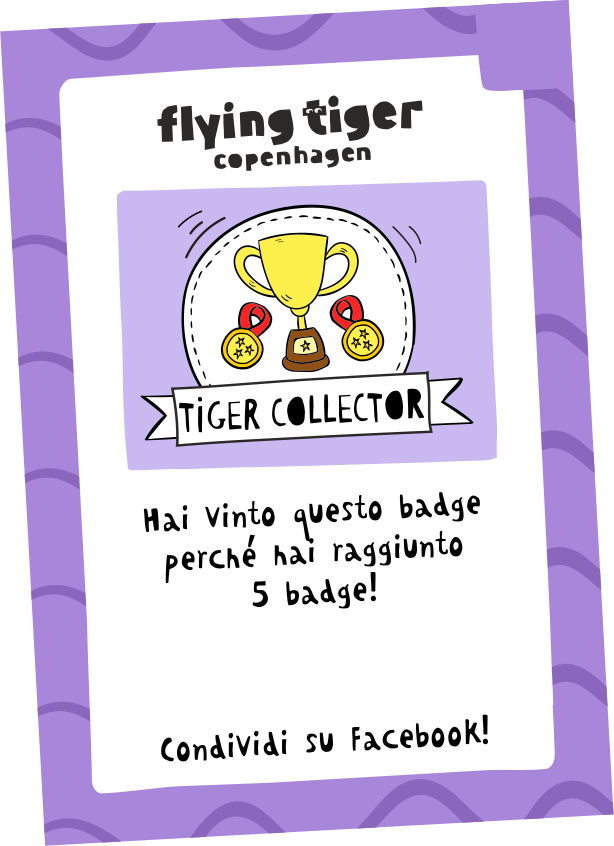 flying tiger
copenhagen
TiGER COLLECTOR
Hai vinto questo badge
perché hai raggiunto
5 badge!
Condividi su Facebook!